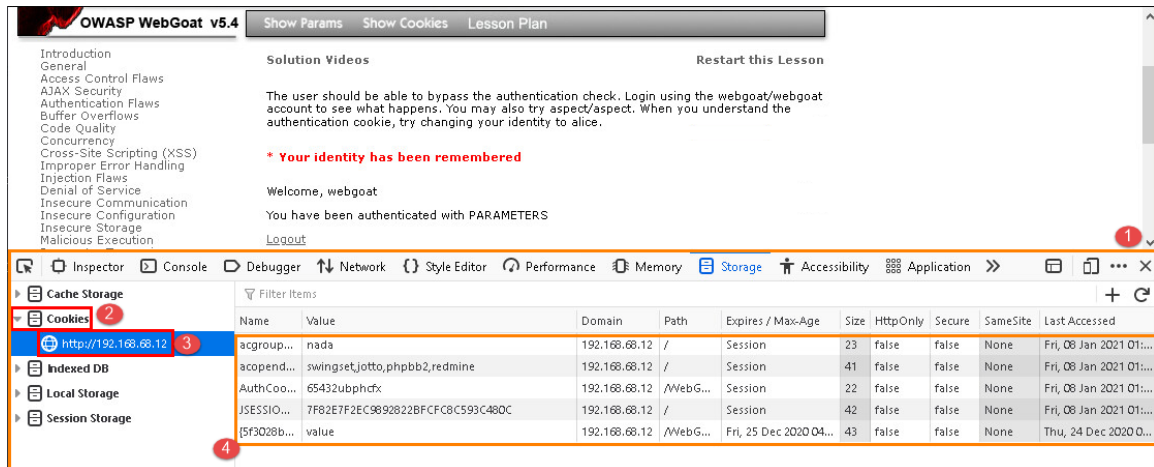 OWASP WebGoat v5.4
Show Params Show Cookies Lesson Plan
Introduction
General
Access Control Flaws
AJAX Security
Authentication Flaws
Buffer Overflows
Code Quality
Concurrency
Cross-Site Scripting (XSS)
Improper Error Handling
Injection Flaws
Denial of Service
Insecure Communication
Insecure Configuration
Insecure Storage
Malicious Execution
Solution Videos Restart this Lesson
The user should be able to bypass the authentication check. Login using the webgoat/webgoat
account to see what happens. You may also try aspect/aspect. When you understand the
authentication cookie, try changing your identity to alice.
* Your identity has been remembered
Welcome, webgoat
You have been authenticated with PARAMETERS
Logout
1
Inspector Console Debugger Network {} Style Editor Performance Memory Storage Accessibility Application
Cache Storage
Cookies 2
http://192.168.68.12 3
Indexed DB
Local Storage
Session Storage
4
Filter Items
Name Value Domain Path Expires / Max-Age Size HttpOnly Secure SameSite Last Accessed
acgroup... nada 192.168.68.12 / Session 23 false false None Fri, 08 Jan 2021 01:...
acopend... swingset,jotto,phpbb2,redmine 192.168.68.12 / Session 41 false false None Fri, 08 Jan 2021 01:...
AuthCoo... 65432ubphcfx 192.168.68.12 /WebG... Session 22 false false None Fri, 08 Jan 2021 01:...
JSESSIO... 7F82E7F2EC9892822BFCFC8C593C480C 192.168.68.12 / Session 42 false false None Fri, 08 Jan 2021 01:...
{5f3028b... value 192.168.68.12 /WebG... Fri, 25 Dec 2020 04... 43 false false None Thu, 24 Dec 2020 0...